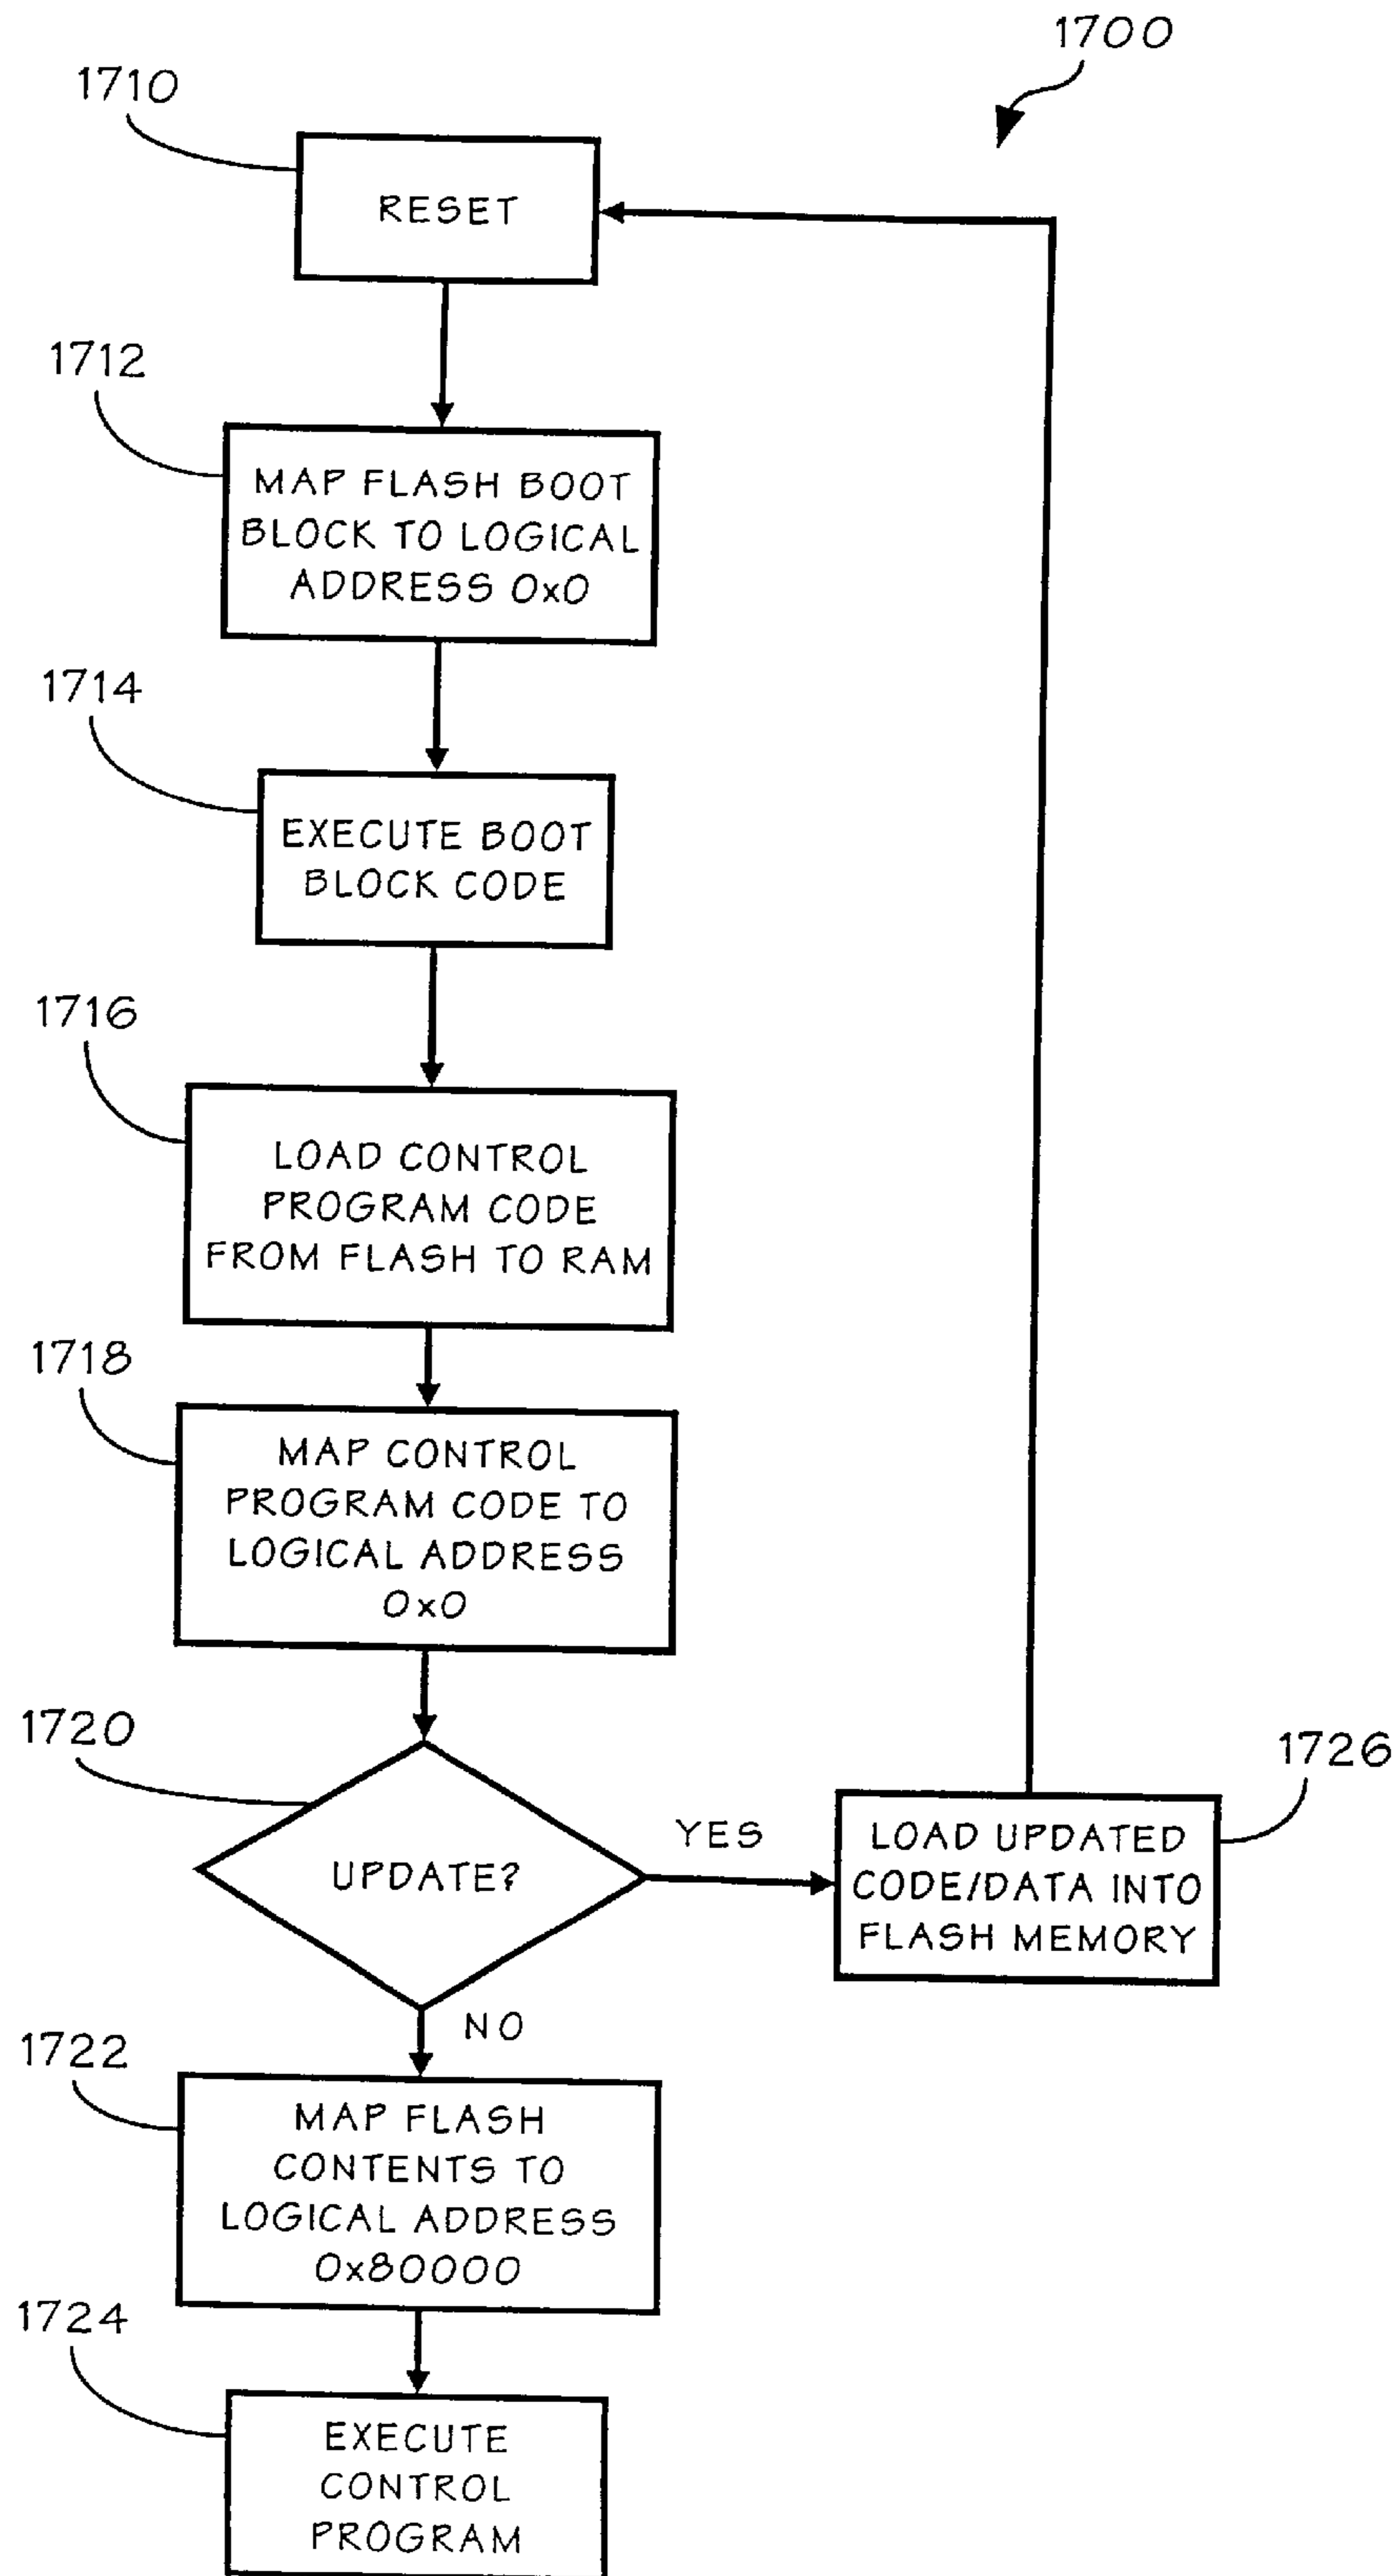 1700
1710
RESET
1712
MAP FLASH BOOT
BLOCK TO LOGICAL
ADDRESS 0x0
1714
EXECUTE BOOT
BLOCK CODE
1716
LOAD CONTROL
PROGRAM CODE
FROM FLASH TO RAM
1718
MAP CONTROL
PROGRAM CODE TO
LOGICAL ADDRESS
0x0
1720
UPDATE?
YES
1726
LOAD UPDATED
CODE/DATA INTO
FLASH MEMORY
NO
1722
MAP FLASH
CONTENTS TO
LOGICAL ADDRESS
0x80000
1724
EXECUTE
CONTROL
PROGRAM